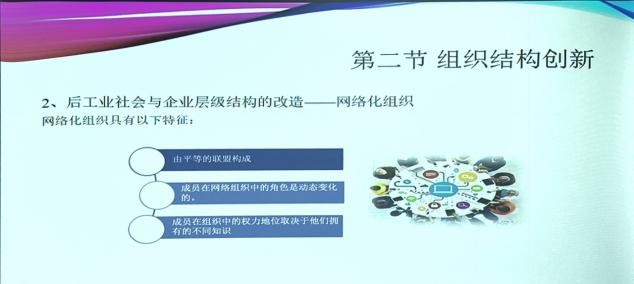 第二节 组织结构创新
2、后工业社会与企业层级结构的改造——网络化组织
网络化组织具有以下特征：
由平等的联盟构成
成员在网络组织中的角色是动态变化
的。
成员在组织中的权力地位取决于他们拥
有的不同知识